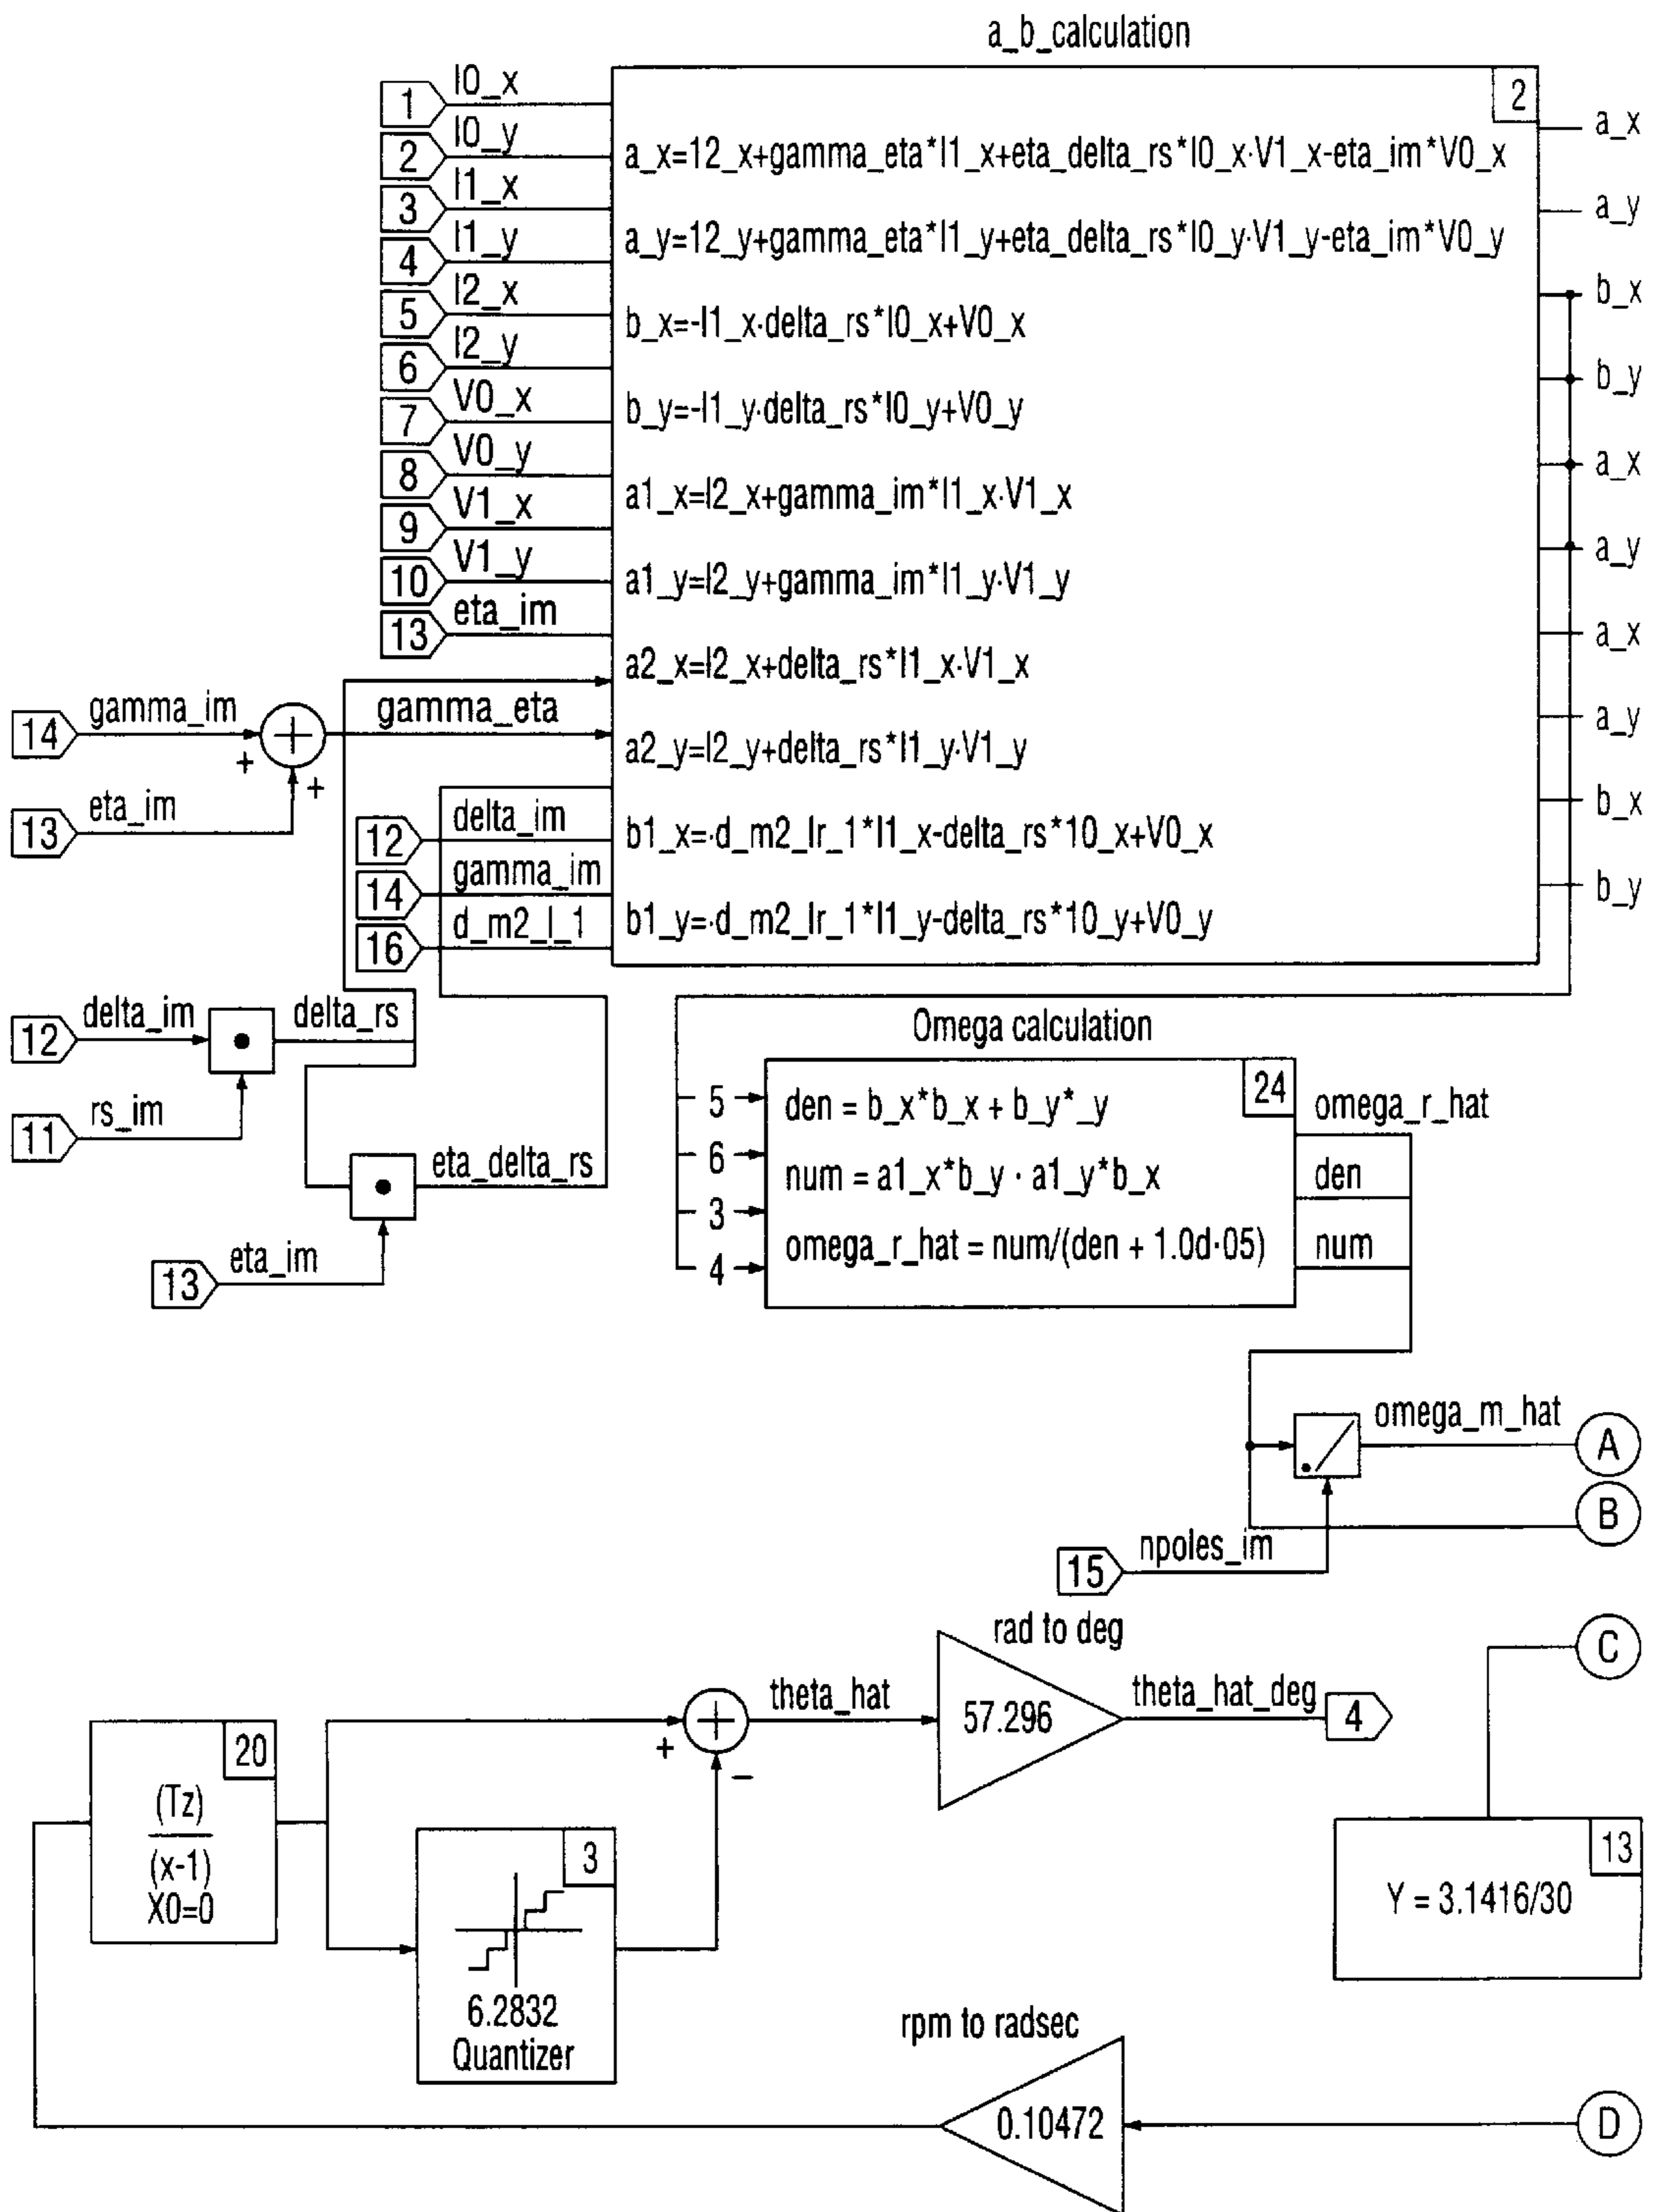 a_b_calculation
2
1 I0_x
2 I0_y
3 I1_x
4 I1_y
5 I2_x
6 I2_y
7 V0_x
8 V0_y
9 V1_x
10 V1_y
13 eta_im
a_x=12_x+gamma_eta*I1_x+eta_delta_rs*I0_x·V1_x-eta_im*V0_x
a_y=12_y+gamma_eta*I1_y+eta_delta_rs*I0_y·V1_y-eta_im*V0_y
b_x=-I1_x·delta_rs*I0_x+V0_x
b_y=-I1_y·delta_rs*I0_y+V0_y
a1_x=I2_x+gamma_im*I1_x·V1_x
a1_y=I2_y+gamma_im*I1_y·V1_y
a2_x=I2_x+delta_rs*I1_x·V1_x
a2_y=I2_y+delta_rs*I1_y·V1_y
b1_x=·d_m2_lr_1*I1_x-delta_rs*10_x+V0_x
b1_y=·d_m2_lr_1*I1_y-delta_rs*10_y+V0_y
a_x
a_y
b_x
b_y
a_x
a_y
a_x
a_y
b_x
b_y
14 gamma_im
+
+
gamma_eta
13 eta_im
12 delta_im
14 gamma_im
16 d_m2_l_1
12 delta_im
delta_rs
11 rs_im
eta_delta_rs
13 eta_im
Omega calculation
24
5
6
3
4
den = b_x*b_x + b_y*_y
num = a1_x*b_y · a1_y*b_x
omega_r_hat = num/(den + 1.0d·05)
omega_r_hat
den
num
omega_m_hat
A
B
15 npoles_im
rad to deg
C
20
(Tz)
(x-1)
X0=0
+
−
theta_hat
57.296
theta_hat_deg
4
3
6.2832
Quantizer
13
Y = 3.1416/30
rpm to radsec
0.10472
D